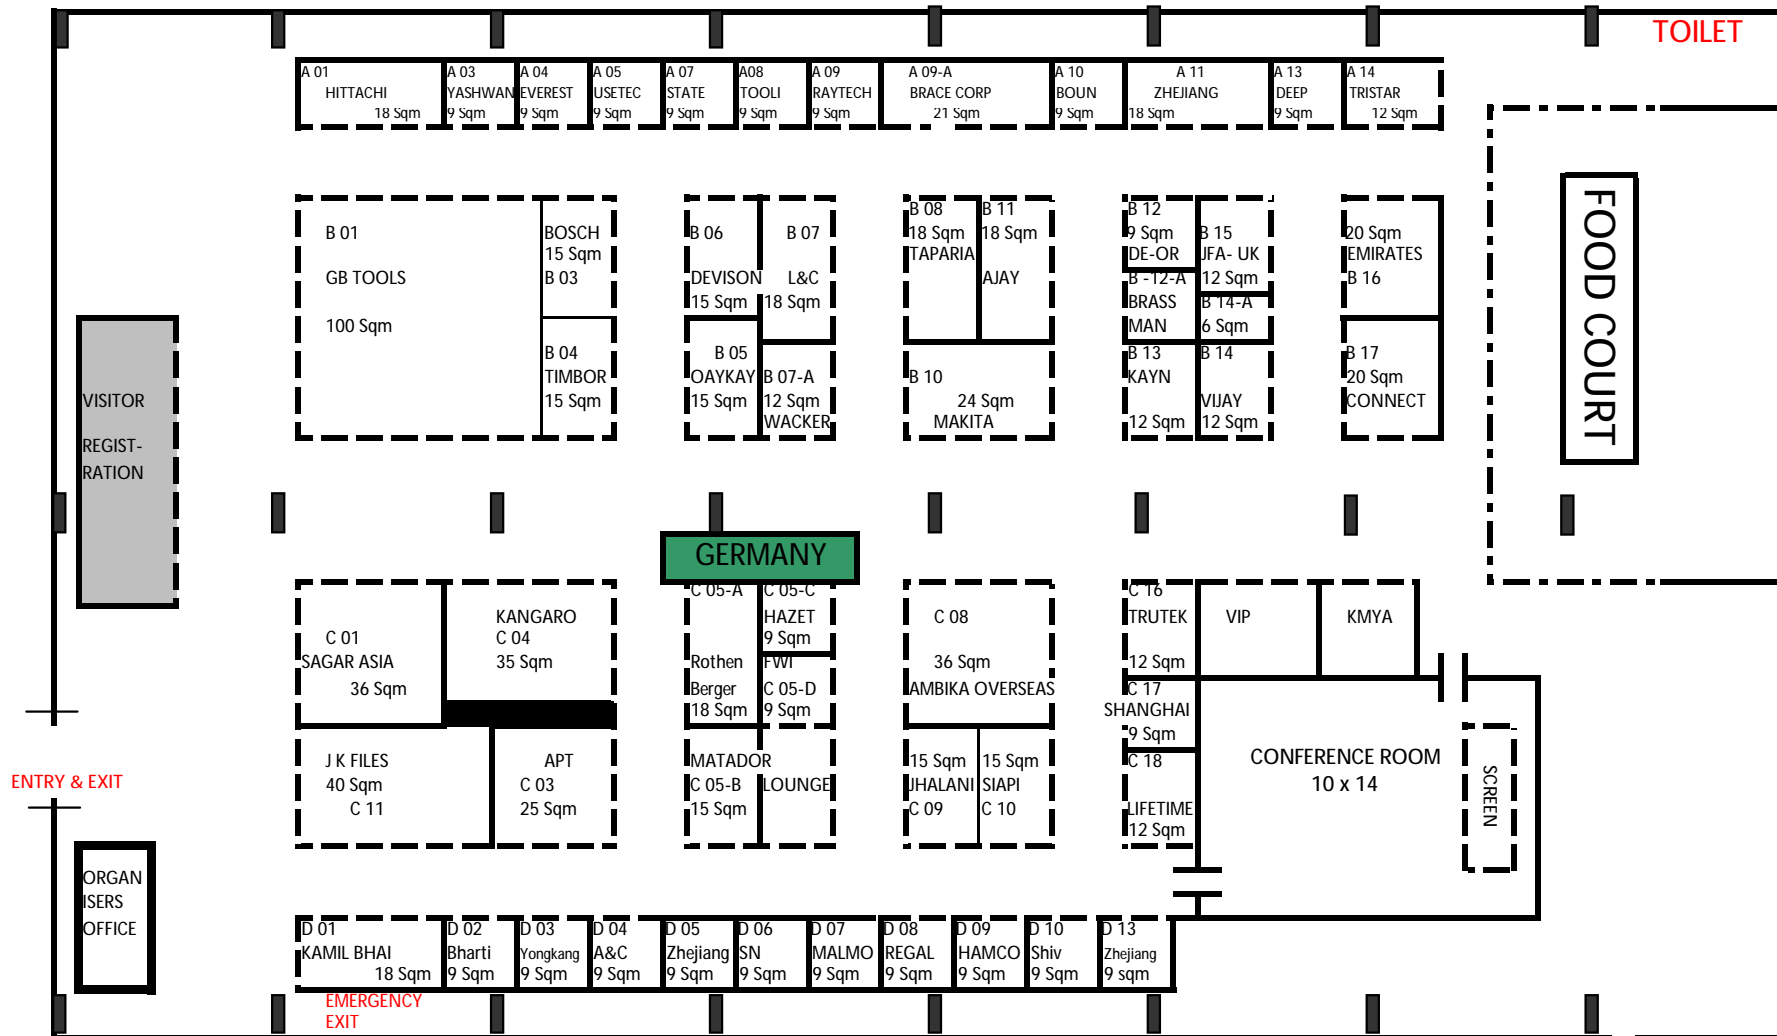 TOILET
A 01
HITTACHI
18 Sqm
A 03
YASHWAN
9 Sqm
A 04
EVEREST
9 Sqm
A 05
USETEC
9 Sqm
A 07
STATE
9 Sqm
A08
TOOLI
9 Sqm
A 09
RAYTECH
9 Sqm
A 09-A
BRACE CORP
21 Sqm
A 10
BOUN
9 Sqm
A 11
ZHEJIANG
18 Sqm
A 13
DEEP
9 Sqm
A 14
TRISTAR
12 Sqm
B 01
GB TOOLS
100 Sqm
BOSCH
15 Sqm
B 03
B 04
TIMBOR
15 Sqm
B 06
DEVISON
15 Sqm
B 07
L&C
18 Sqm
B 05
OAYKAY
15 Sqm
B 07-A
12 Sqm
WACKER
B 08
18 Sqm
TAPARIA
B 11
18 Sqm
AJAY
B 10
24 Sqm
MAKITA
B 12
9 Sqm
DE-OR
B -12-A
BRASS
MAN
B 15
JFA- UK
12 Sqm
B 14-A
6 Sqm
B 13
KAYN
12 Sqm
B 14
VIJAY
12 Sqm
20 Sqm
EMIRATES
B 16
B 17
20 Sqm
CONNECT
FOOD COURT
VISITOR
REGIST-
RATION
GERMANY
C 01
SAGAR ASIA
36 Sqm
KANGARO
C 04
35 Sqm
J K FILES
40 Sqm
C 11
APT
C 03
25 Sqm
C 05-A
Rothen
Berger
18 Sqm
C 05-C
HAZET
9 Sqm
FWI
C 05-D
9 Sqm
MATADOR
C 05-B
15 Sqm
LOUNGE
C 08
36 Sqm
AMBIKA OVERSEAS
15 Sqm
JHALANI
C 09
15 Sqm
SIAPI
C 10
C 16
TRUTEK
12 Sqm
C 17
SHANGHAI
9 Sqm
C 18
LIFETIME
12 Sqm
VIP
KMYA
CONFERENCE ROOM
10 x 14
SCREEN
ENTRY & EXIT
ORGAN
ISERS
OFFICE
D 01
KAMIL BHAI
18 Sqm
D 02
Bharti
9 Sqm
D 03
Yongkang
9 Sqm
D 04
A&C
9 Sqm
D 05
Zhejiang
9 Sqm
D 06
SN
9 Sqm
D 07
MALMO
9 Sqm
D 08
REGAL
9 Sqm
D 09
HAMCO
9 Sqm
D 10
Shiv
9 Sqm
D 13
Zhejiang
9 sqm
EMERGENCY
EXIT